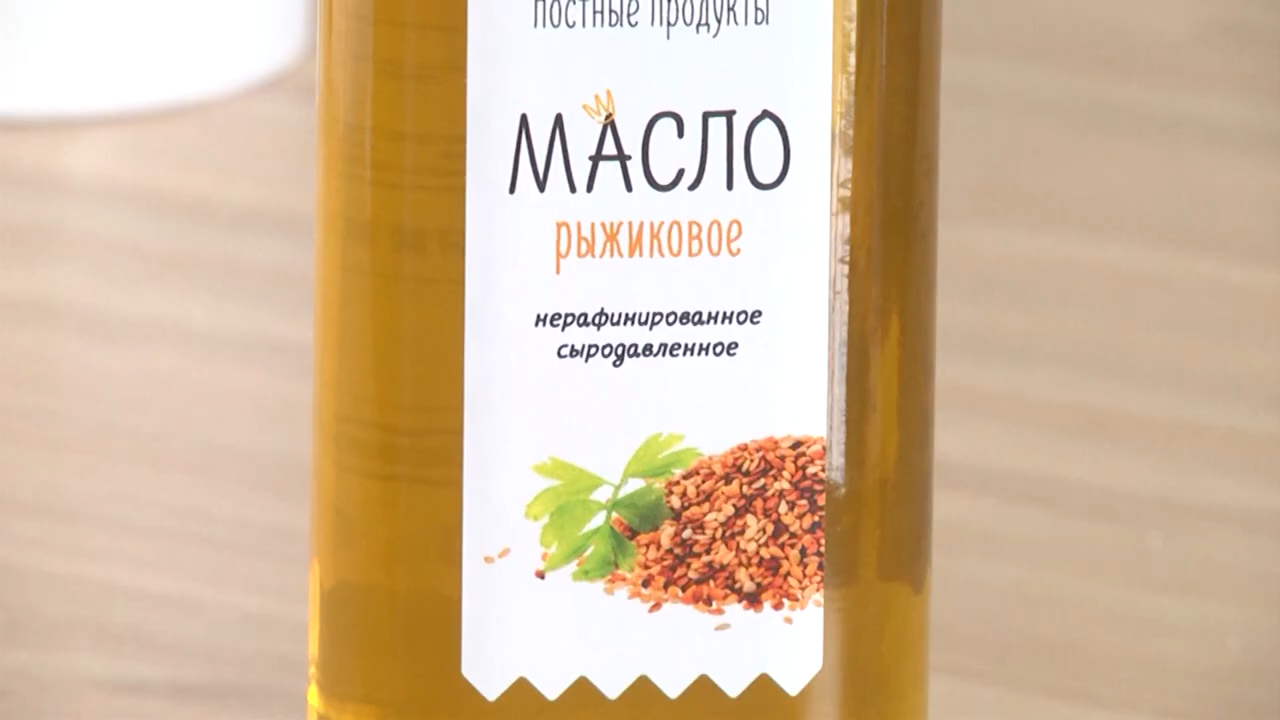 постные продукты
МАСЛО
рыжиковое
нерафинированное
сыродавленное